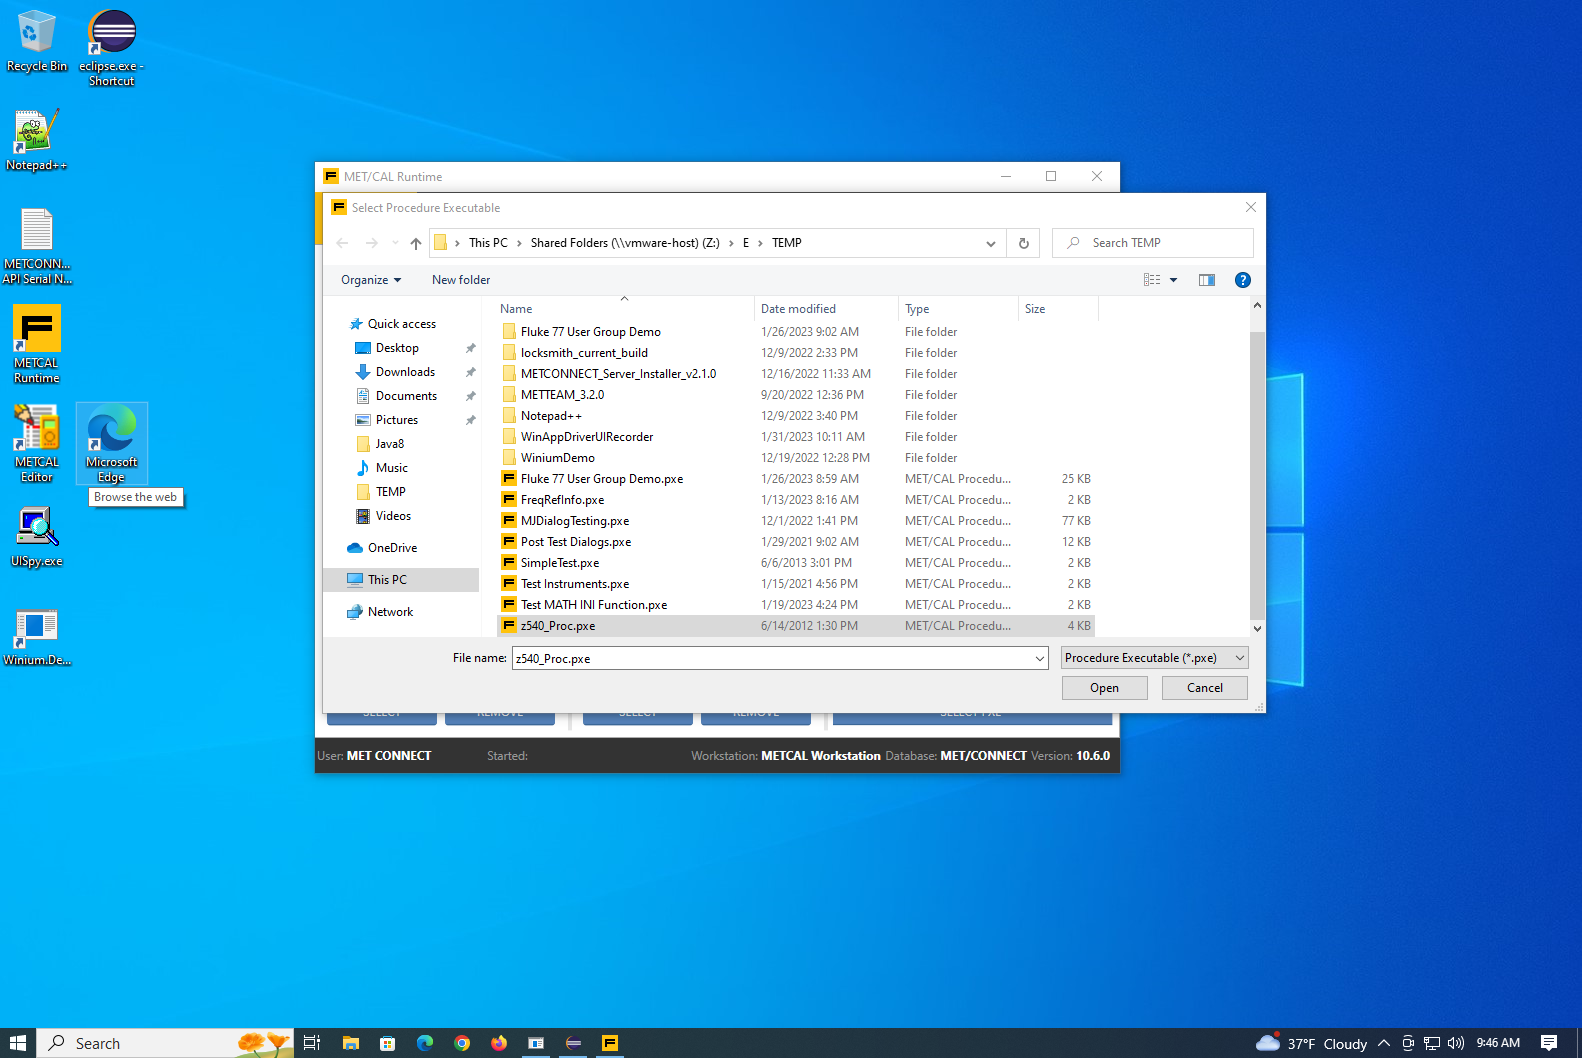 Recycle Bin
eclipse.exe -
Shortcut
Notepad++
METCONN...
API Serial N...
METCAL
Runtime
METCAL
Editor
Microsoft
Edge
Browse the web
UISpy.exe
Winium.De...
MET/CAL Runtime
Select Procedure Executable
This PC > Shared Folders (\\vmware-host) (Z:) > E > TEMP
Search TEMP
Organize
New folder
Name Date modified Type Size
Quick access
Desktop
Downloads
Documents
Pictures
Java8
Music
TEMP
Videos
OneDrive
This PC
Network
Fluke 77 User Group Demo 1/26/2023 9:02 AM File folder
locksmith_current_build 12/9/2022 2:33 PM File folder
METCONNECT_Server_Installer_v2.1.0 12/16/2022 11:33 AM File folder
METTEAM_3.2.0 9/20/2022 12:36 PM File folder
Notepad++ 12/9/2022 3:40 PM File folder
WinAppDriverUIRecorder 1/31/2023 10:11 AM File folder
WiniumDemo 12/19/2022 12:28 PM File folder
Fluke 77 User Group Demo.pxe 1/26/2023 8:59 AM MET/CAL Procedu... 25 KB
FreqRefInfo.pxe 1/13/2023 8:16 AM MET/CAL Procedu... 2 KB
MJDialogTesting.pxe 12/1/2022 1:41 PM MET/CAL Procedu... 77 KB
Post Test Dialogs.pxe 1/29/2021 9:02 AM MET/CAL Procedu... 12 KB
SimpleTest.pxe 6/6/2013 3:01 PM MET/CAL Procedu... 2 KB
Test Instruments.pxe 1/15/2021 4:56 PM MET/CAL Procedu... 2 KB
Test MATH INI Function.pxe 1/19/2023 4:24 PM MET/CAL Procedu... 2 KB
z540_Proc.pxe 6/14/2012 1:30 PM MET/CAL Procedu... 4 KB
File name: z540_Proc.pxe Procedure Executable (*.pxe)
Open Cancel
SELECT REMOVE SELECT REMOVE SELECT PXE
User: MET CONNECT Started: Workstation: METCAL Workstation Database: MET/CONNECT Version: 10.6.0
Search
37°F Cloudy
9:46 AM